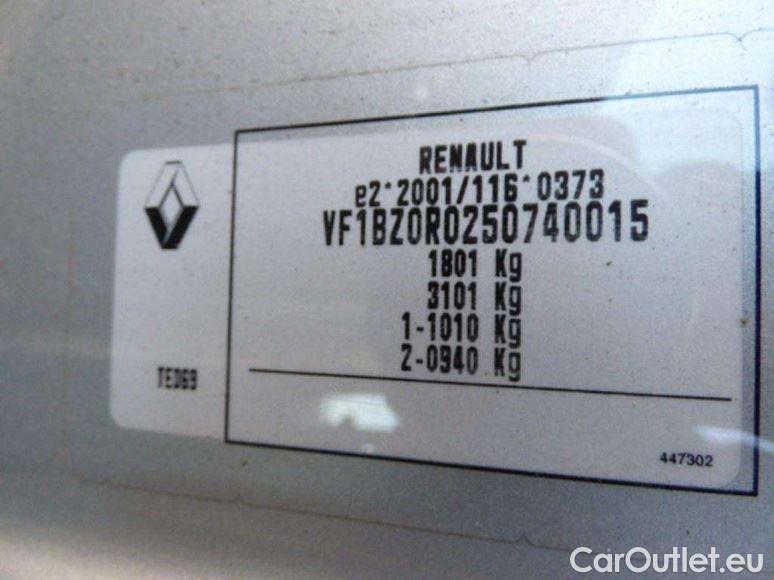 RENAULT
e2*2001/116*0373
VF1BZ0R0250740015
1801 Kg
3101 Kg
1-1010 Kg
2-0940 Kg
TED69
447302
CarOutlet.eu